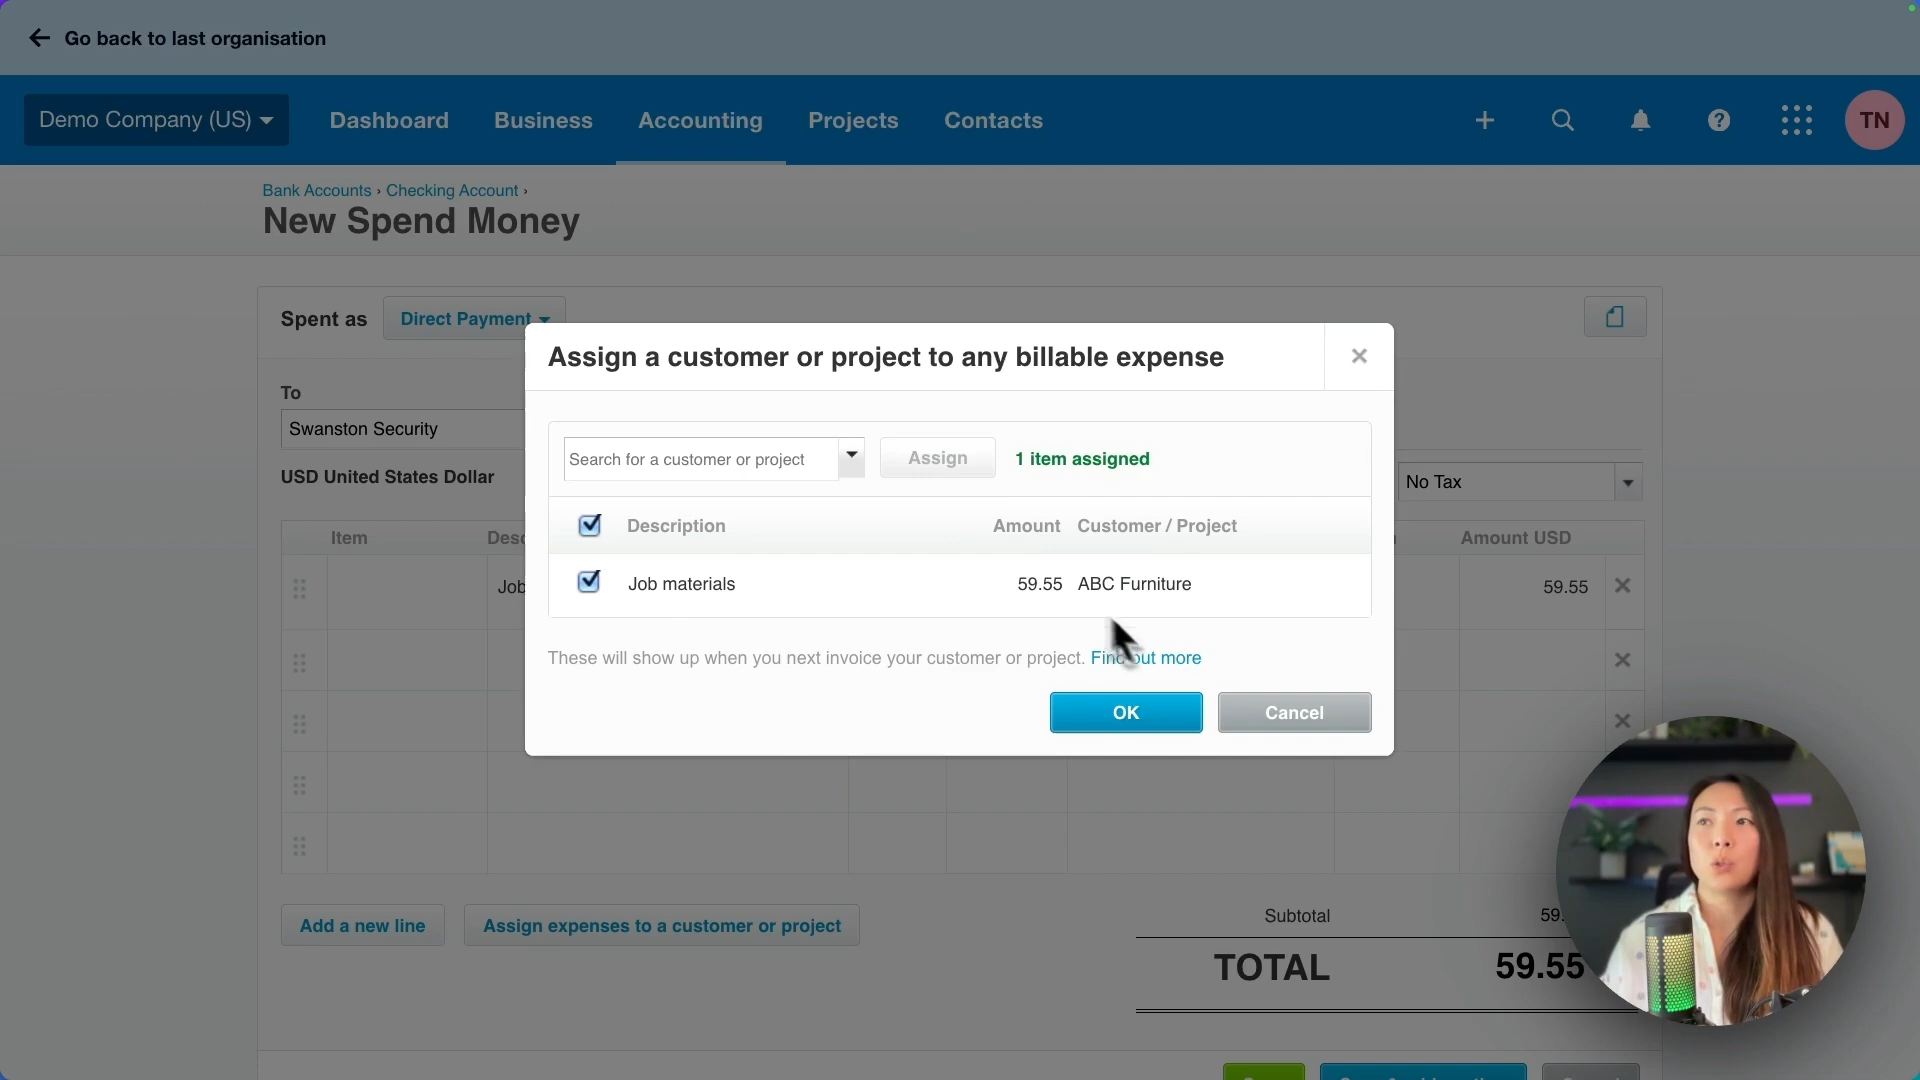 Go back to last organisation
Demo Company (US)
Dashboard
Business
Accounting
Projects
Contacts
TN
Bank Accounts › Checking Account ›
New Spend Money
Spent as
Direct Payment
Assign a customer or project to any billable expense
To
Swanston Security
Search for a customer or project
Assign
1 item assigned
USD United States Dollar
No Tax
Description
Amount
Customer / Project
Item
Amount USD
Job materials
59.55
ABC Furniture
Job
59.55
These will show up when you next invoice your customer or project. Find out more
OK
Cancel
Add a new line
Assign expenses to a customer or project
Subtotal
59.
TOTAL
59.55